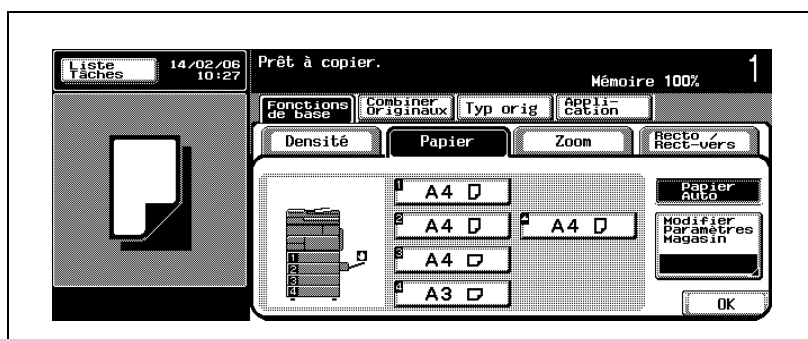 Liste
Tâches
14/02/06
10:27
Prêt à copier.
Mémoire 100%
1
Fonctions
de base
Combiner
Originaux
Typ orig
Appli-
cation
Densité
Papier
Zoom
Recto /
Rect-vers
1 A4
2 A4
A4
3 A4
4 A3
1
2
3
4
Papier
Auto
Modifier
Paramètres
Magasin
OK